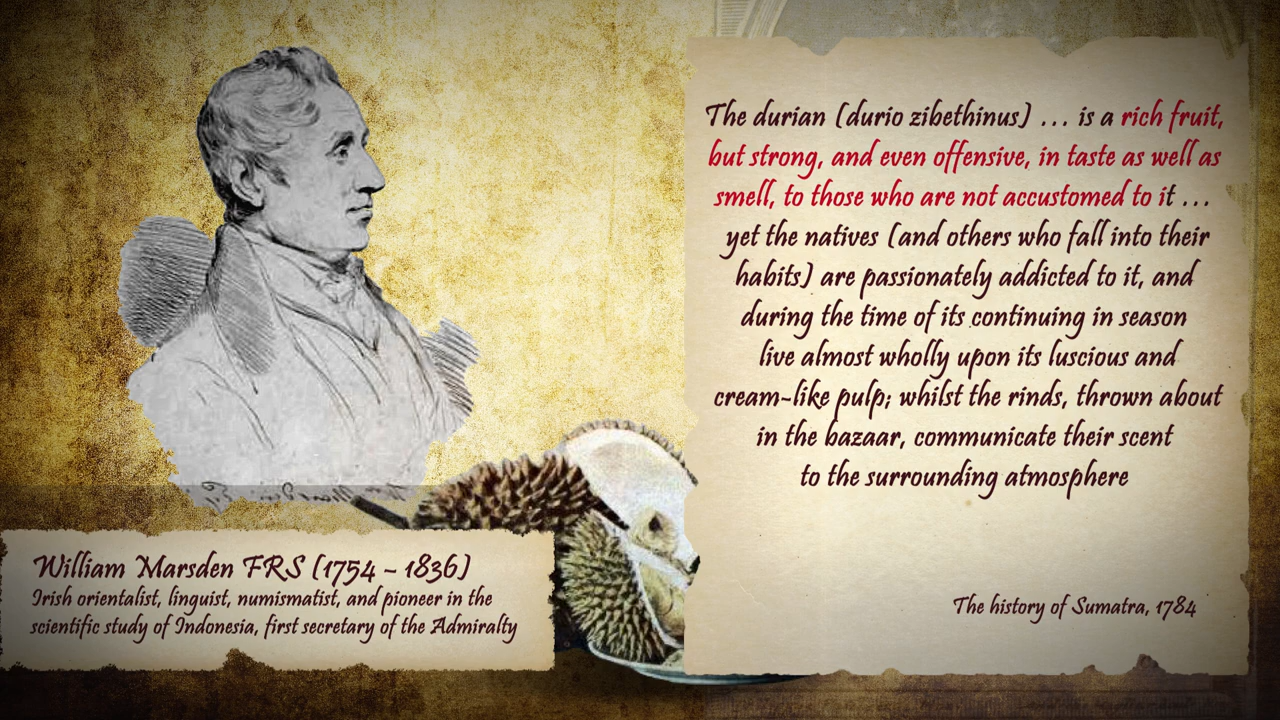 The durian (durio zibethinus) ... is a rich fruit,
but strong, and even offensive, in taste as well as
smell, to those who are not accustomed to it ...
yet the natives (and others who fall into their
habits) are passionately addicted to it, and
during the time of its continuing in season
live almost wholly upon its luscious and
cream-like pulp; whilst the rinds, thrown about
in the bazaar, communicate their scent
to the surrounding atmosphere
The history of Sumatra, 1784
William Marsden FRS (1754 – 1836)
Irish orientalist, linguist, numismatist, and pioneer in the
scientific study of Indonesia, first secretary of the Admiralty